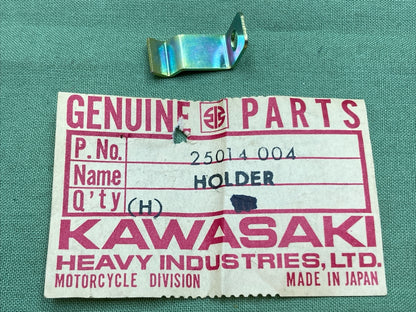 GENUINE PARTS
P.No. 25014 004
Name HOLDER
Q'ty (H)
KAWASAKI
HEAVY INDUSTRIES, LTD.
MOTORCYCLE DIVISION MADE IN JAPAN